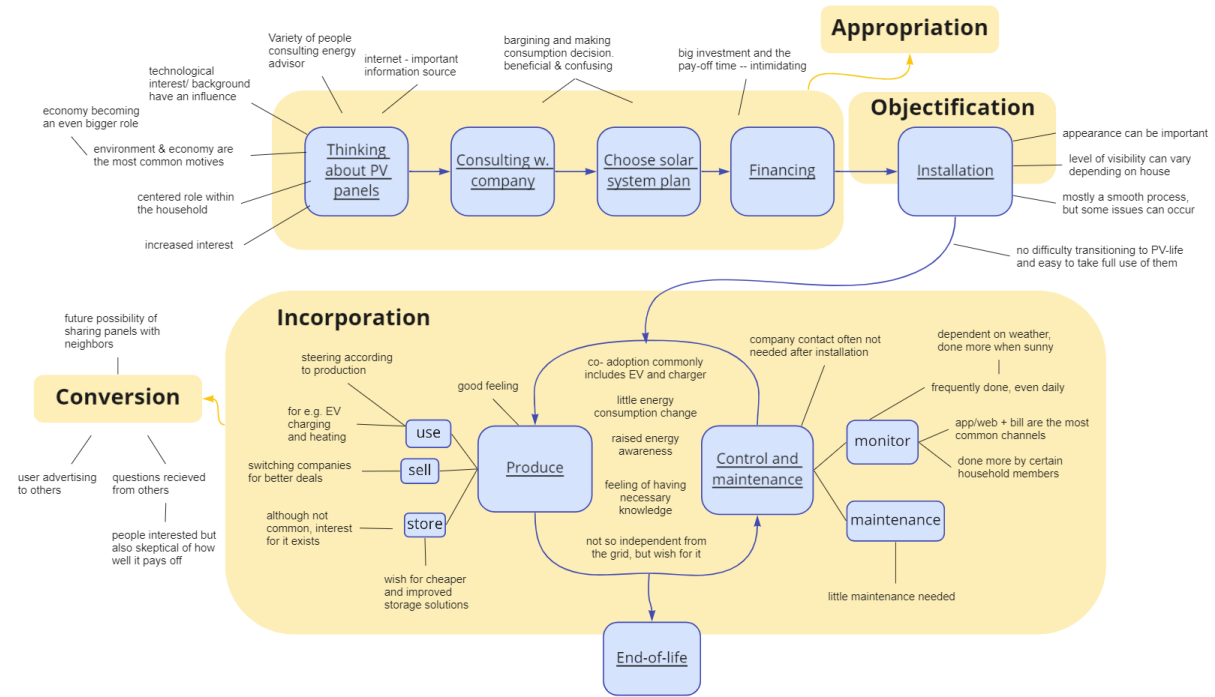 Appropriation
Variety of people
consulting energy
advisor
internet - important
information source
bargining and making
consumption decision.
beneficial & confusing
big investment and the
pay-off time -- intimidating
technological
interest/ background
have an influence
economy becoming
an even bigger role
environment & economy are
the most common motives
centered role within
the household
increased interest
Thinking
about PV
panels
Consulting w.
company
Choose solar
system plan
Financing
Objectification
Installation
appearance can be important
level of visibility can vary
depending on house
mostly a smooth process,
but some issues can occur
no difficulty transitioning to PV-life
and easy to take full use of them
Incorporation
future possibility of
sharing panels with
neighbors
Conversion
user advertising
to others
questions recieved
from others
people interested but
also skeptical of how
well it pays off
steering according
to production
good feeling
for e.g. EV
charging
and heating
use
switching companies
for better deals
sell
although not
common, interest
for it exists
store
wish for cheaper
and improved
storage solutions
Produce
co- adoption commonly
includes EV and charger
little energy
consumption change
raised energy
awareness
feeling of having
necessary
knowledge
not so independent from
the grid, but wish for it
company contact often not
needed after installation
Control and
maintenance
dependent on weather,
done more when sunny
frequently done, even daily
monitor
app/web + bill are the most
common channels
done more by certain
household members
maintenance
little maintenance needed
End-of-life